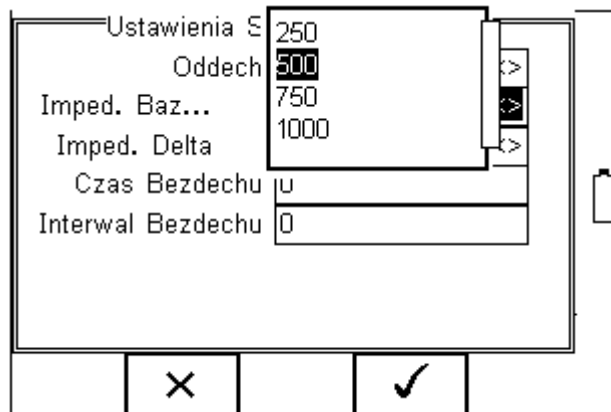 Ustawienia S
250
Oddech
500
Imped. Baz...
750
1000
Imped. Delta
Czas Bezdechu 0
Interwal Bezdechu 0